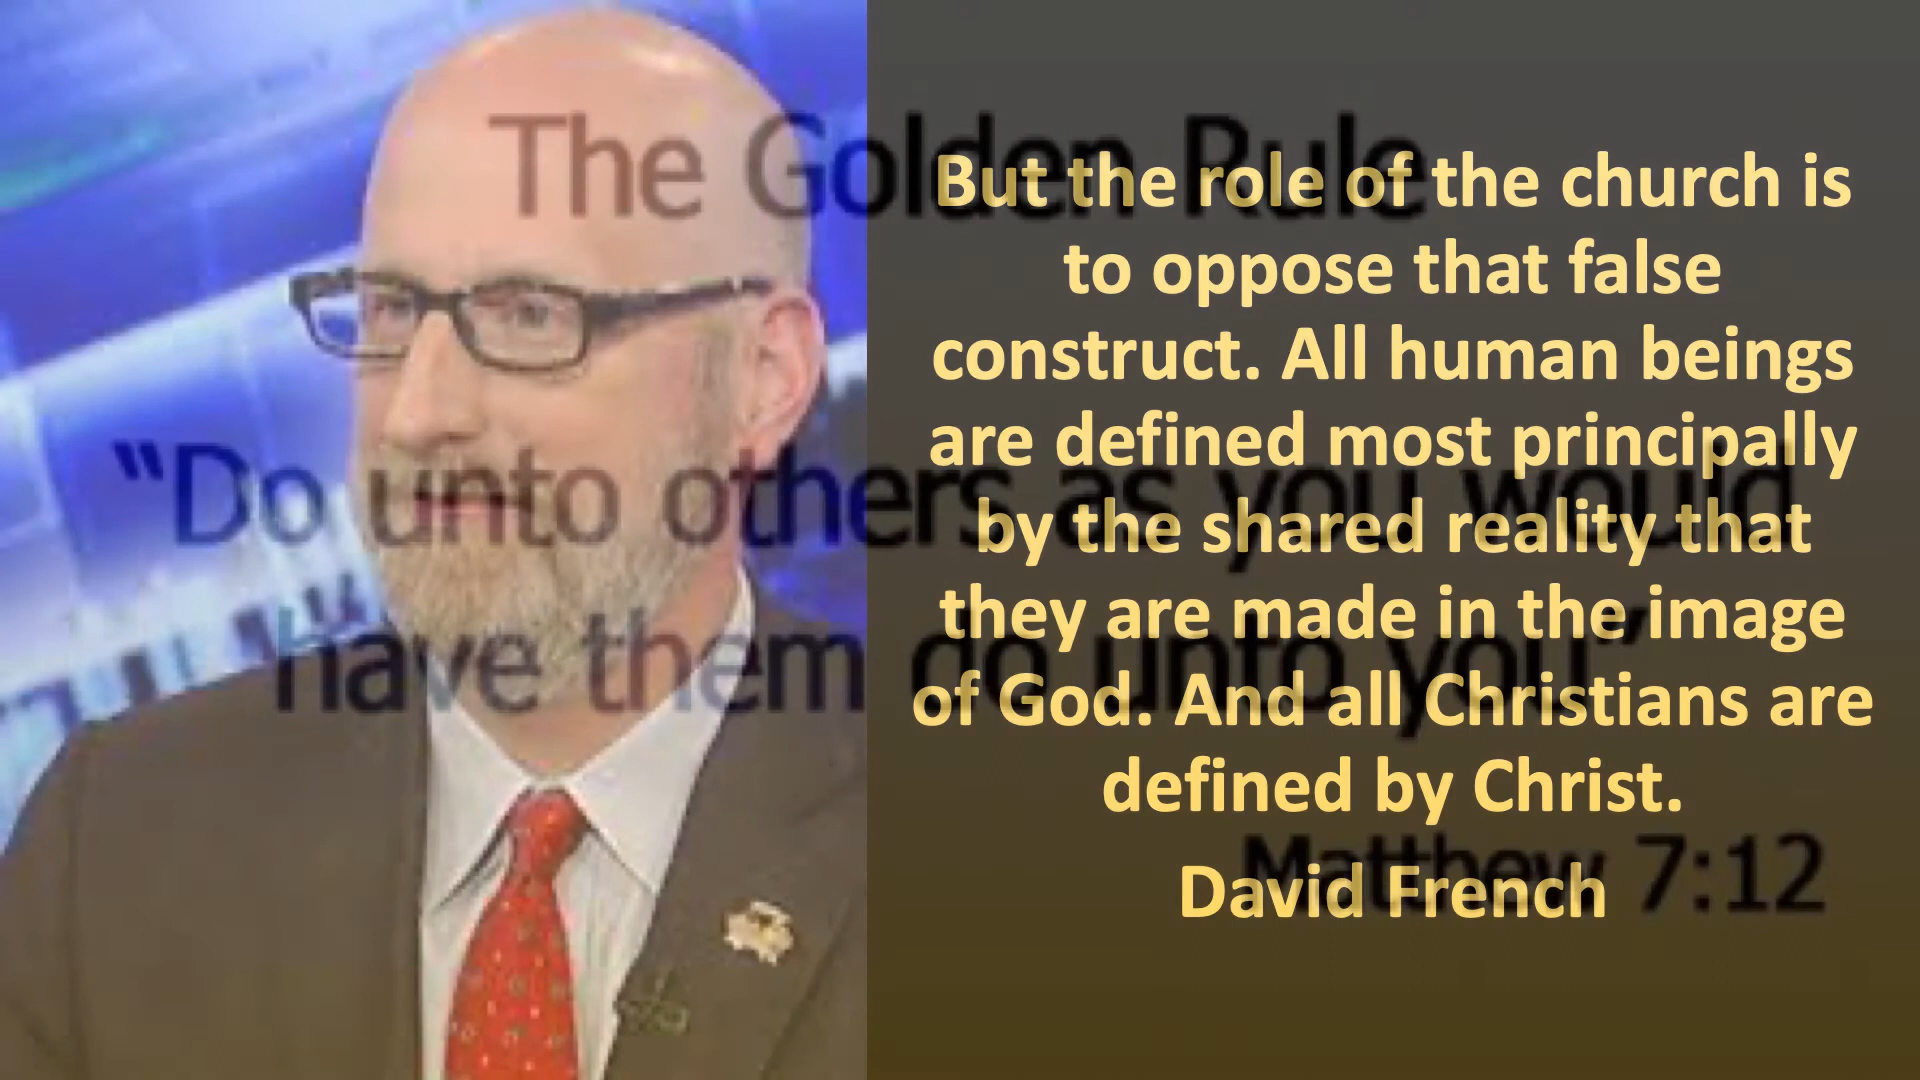 The Golden Rule
"Do unto others as you would
have them do unto you"
Matthew 7:12
But the role of the church is
to oppose that false
construct. All human beings
are defined most principally
by the shared reality that
they are made in the image
of God. And all Christians are
defined by Christ.
David French